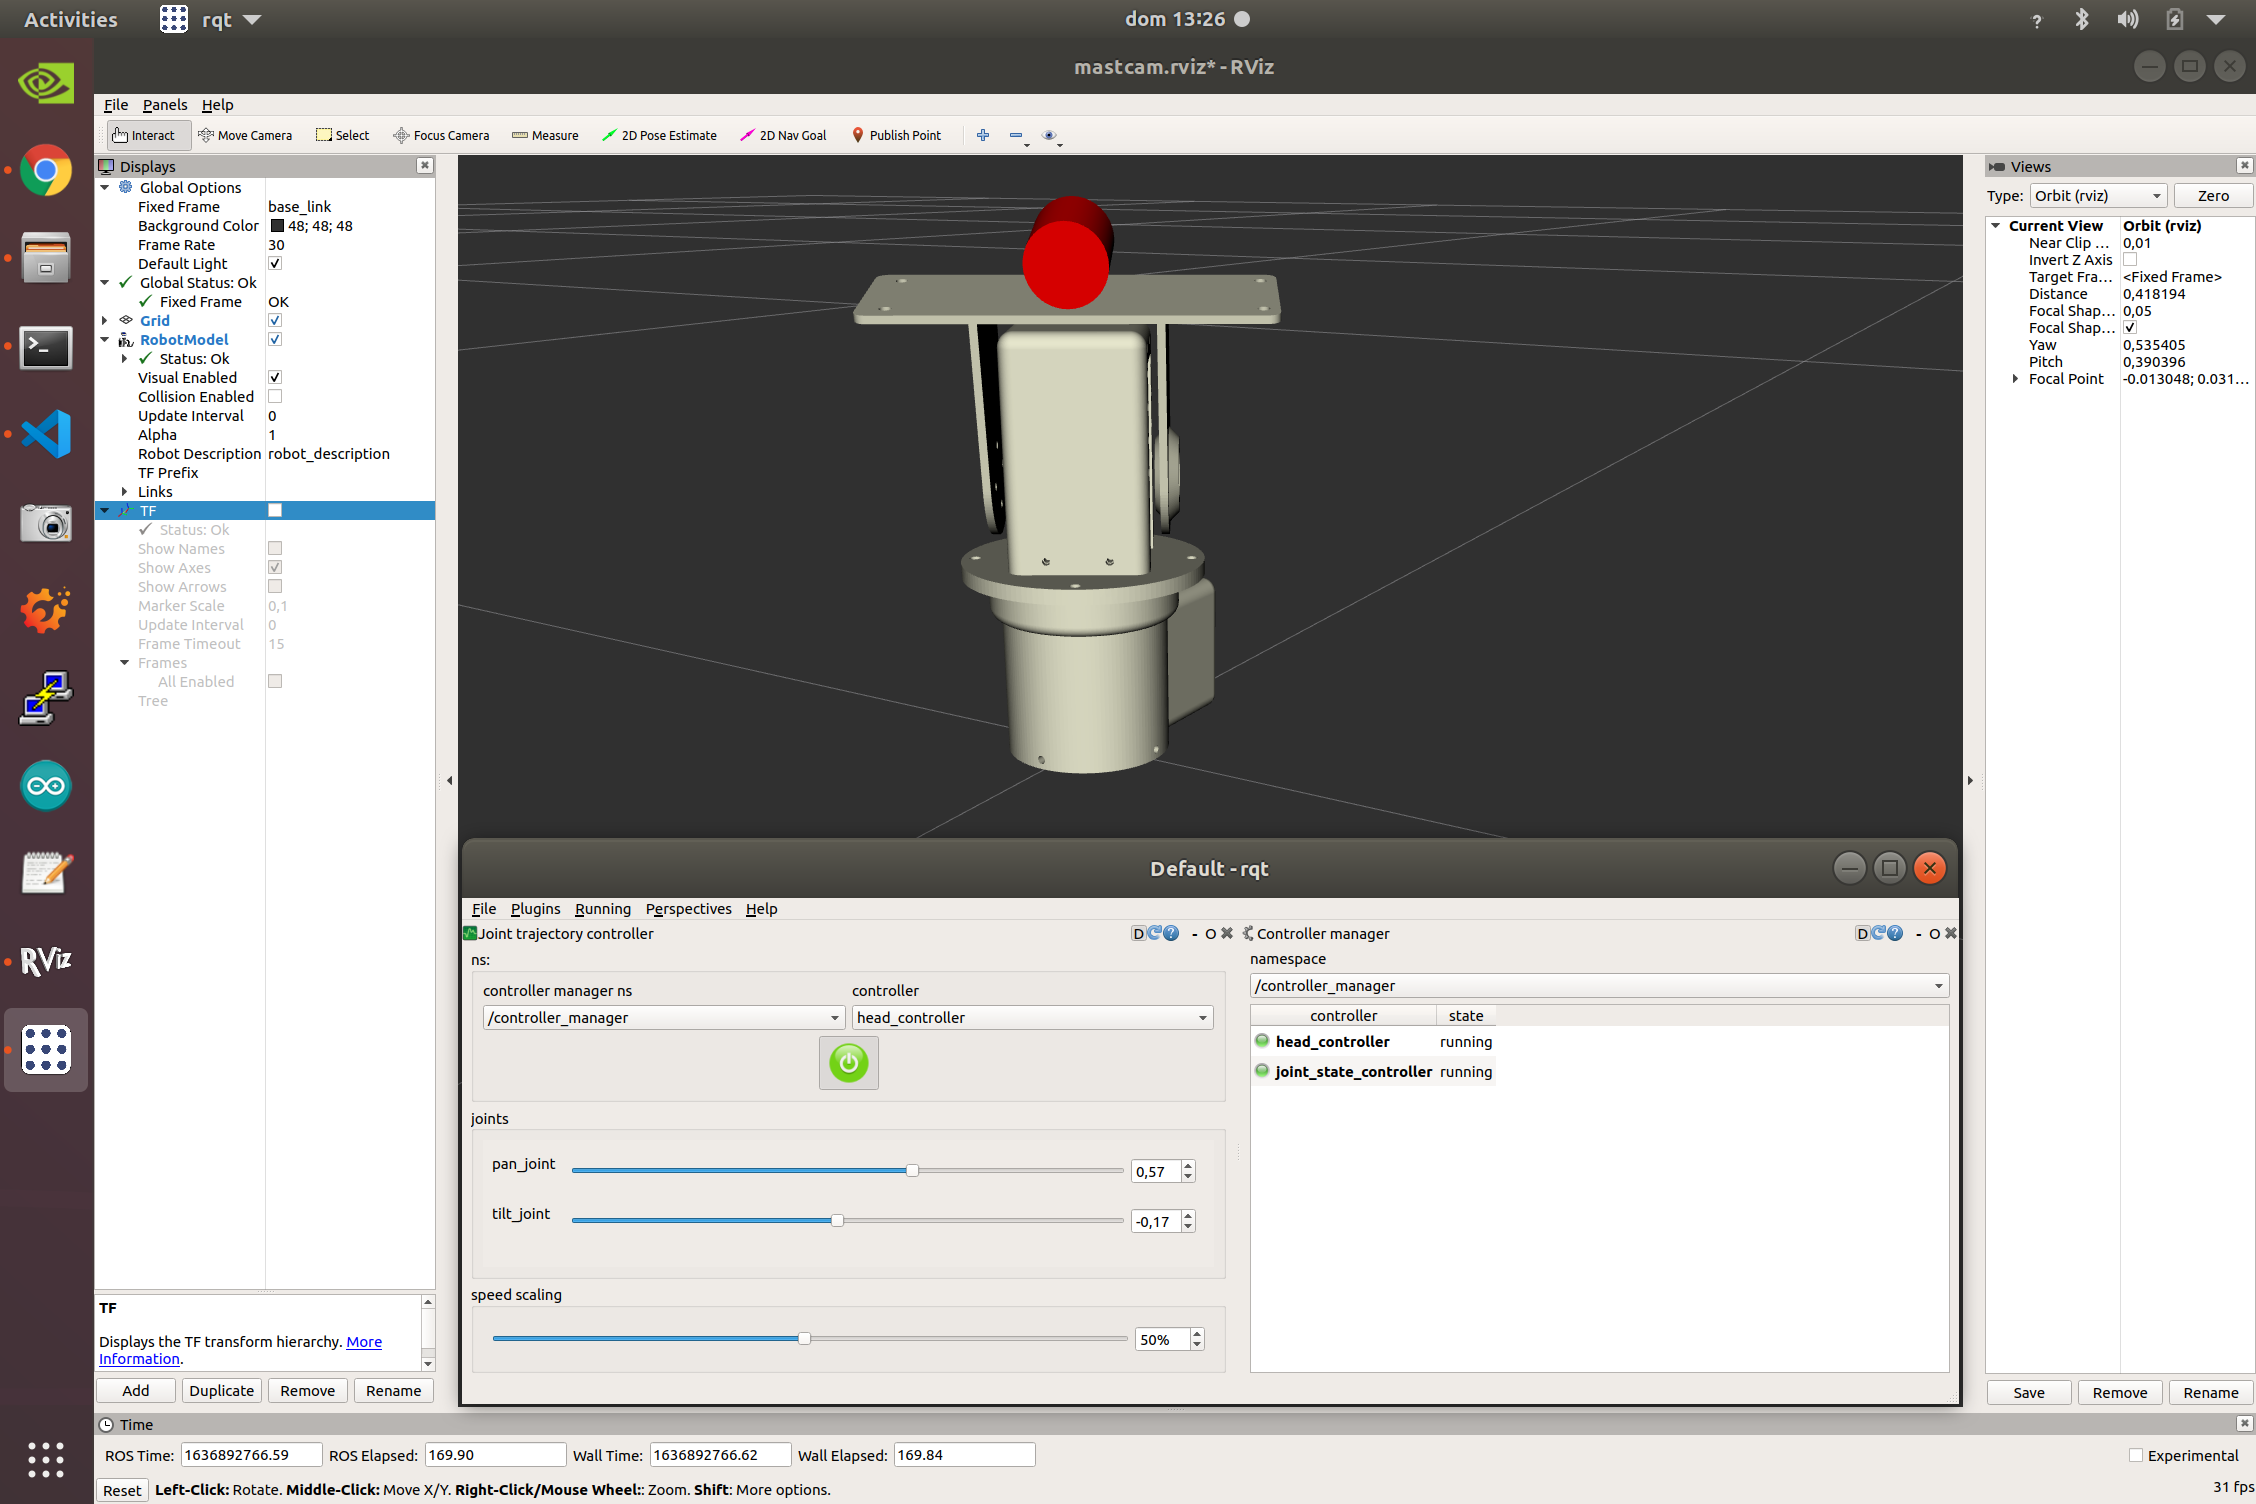 Activities rqt dom 13:26 ?
mastcam.rviz* - RViz
File Panels Help
Interact Move Camera Select Focus Camera Measure 2D Pose Estimate 2D Nav Goal Publish Point
Displays
Global Options
Fixed Frame base_link
Background Color 48; 48; 48
Frame Rate 30
Default Light
Global Status: Ok
Fixed Frame OK
Grid
RobotModel
Status: Ok
Visual Enabled
Collision Enabled
Update Interval 0
Alpha 1
Robot Description robot_description
TF Prefix
Links
TF
Status: Ok
Show Names
Show Axes
Show Arrows
Marker Scale 0,1
Update Interval 0
Frame Timeout 15
Frames
All Enabled
Tree
TF
Displays the TF transform hierarchy. More
Information.
Add Duplicate Remove Rename
Views
Type: Orbit (rviz) Zero
Current View Orbit (rviz)
Near Clip ... 0,01
Invert Z Axis
Target Fra... <Fixed Frame>
Distance 0,418194
Focal Shap... 0,05
Focal Shap...
Yaw 0,535405
Pitch 0,390396
Focal Point -0.013048; 0.031...
Save Remove Rename
RViz
Default - rqt
File Plugins Running Perspectives Help
Joint trajectory controller D ? - O
ns:
controller manager ns controller
/controller_manager head_controller
joints
pan_joint 0,57
tilt_joint -0,17
speed scaling
50%
Controller manager D ? - O
namespace
/controller_manager
controller state
head_controller running
joint_state_controller running
Time
ROS Time: 1636892766.59 ROS Elapsed: 169.90 Wall Time: 1636892766.62 Wall Elapsed: 169.84 Experimental
Reset Left-Click: Rotate. Middle-Click: Move X/Y. Right-Click/Mouse Wheel:: Zoom. Shift: More options. 31 fps